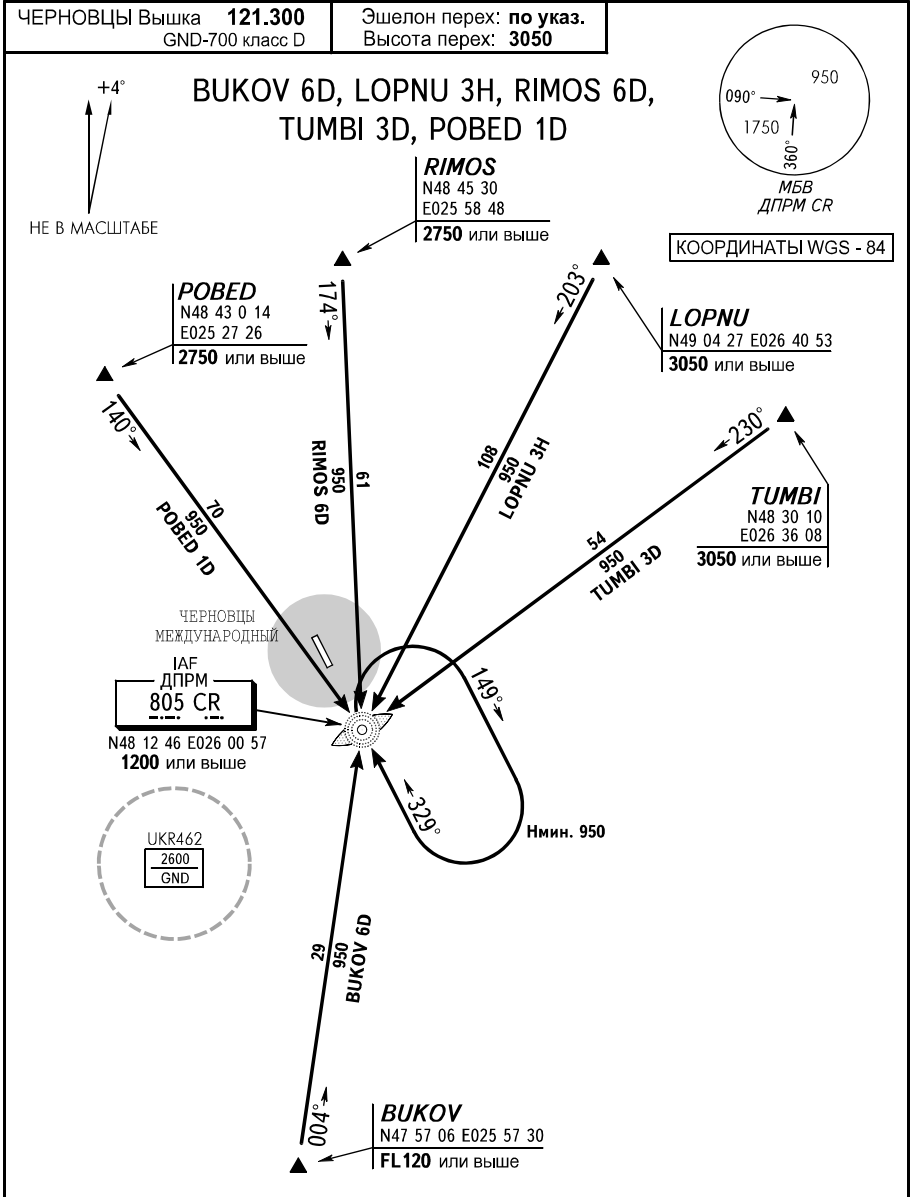 ЧЕРНОВЦЫ Вышка 121.300
GND-700 класс D
Эшелон перех: по указ.
Высота перех: 3050
+4°
НЕ В МАСШТАБЕ
BUKOV 6D, LOPNU 3H, RIMOS 6D,
TUMBI 3D, POBED 1D
950
090°
1750
360°
МБВ
ДПРМ CR
КООРДИНАТЫ WGS - 84
RIMOS
N48 45 30
E025 58 48
2750 или выше
POBED
N48 43 0 14
E025 27 26
2750 или выше
LOPNU
N49 04 27 E026 40 53
3050 или выше
TUMBI
N48 30 10
E026 36 08
3050 или выше
174°
203°
140°
230°
61
950
RIMOS 6D
108
950
LOPNU 3H
70
950
POBED 1D
54
950
TUMBI 3D
ЧЕРНОВЦЫ
МЕЖДУНАРОДНЫЙ
IAF
ДПРМ
805 CR
N48 12 46 E026 00 57
1200 или выше
149°
329°
Нмин. 950
UKR462
2600
GND
29
950
BUKOV 6D
004°
BUKOV
N47 57 06 E025 57 30
FL120 или выше